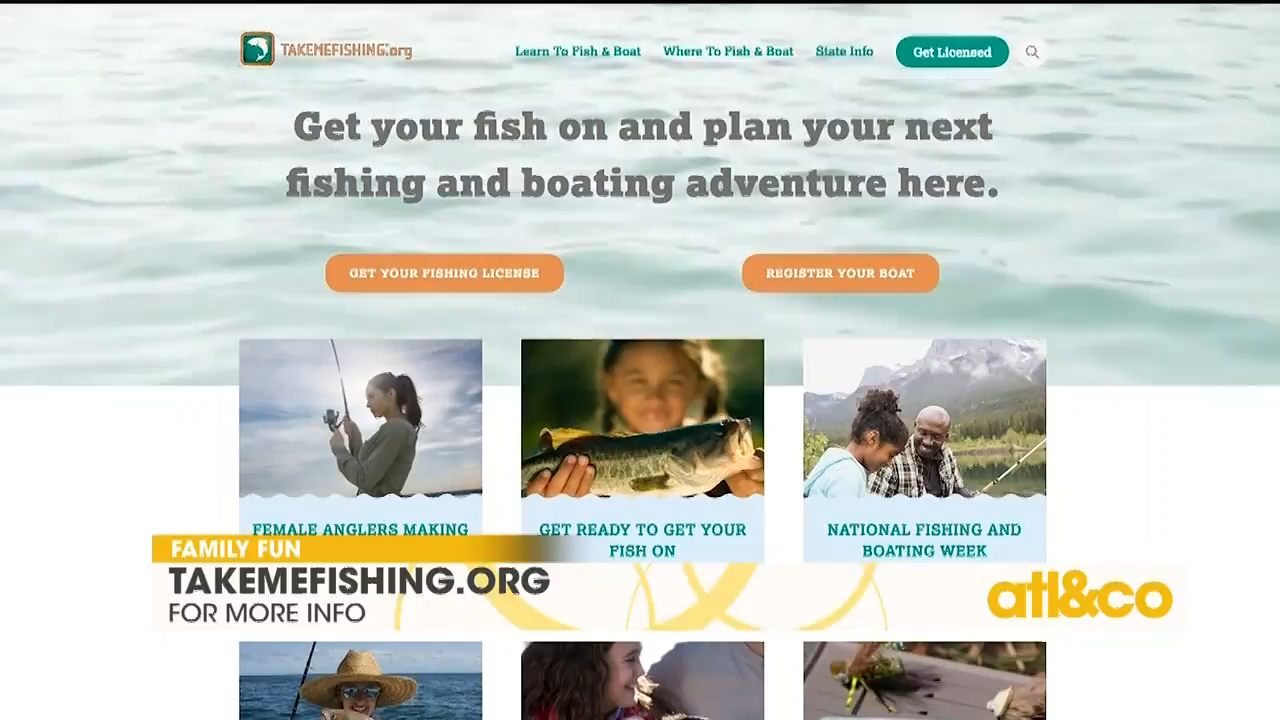 TAKEMEFISHING.org
Learn To Fish & Boat
Where To Fish & Boat
State Info
Get Licensed
Get your fish on and plan your next
fishing and boating adventure here.
GET YOUR FISHING LICENSE
REGISTER YOUR BOAT
FEMALE ANGLERS MAKING
GET READY TO GET YOUR
FISH ON
NATIONAL FISHING AND
BOATING WEEK
FAMILY FUN
TAKEMEFISHING.ORG
FOR MORE INFO
atl&co